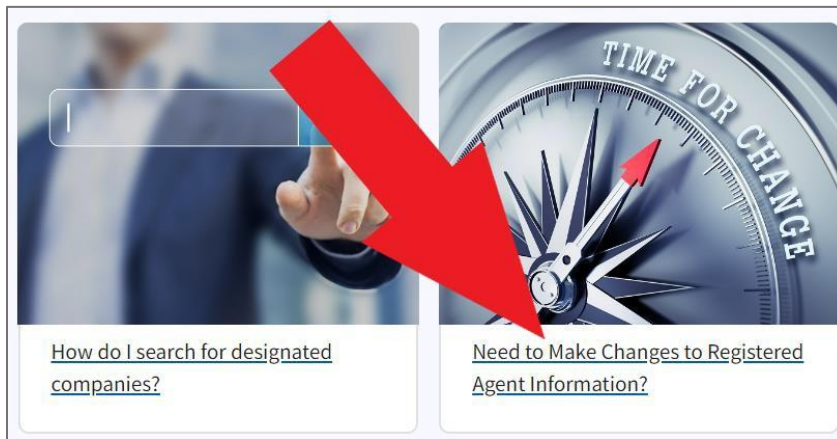 TIME FOR CHANGE
How do I search for designated
companies?
Need to Make Changes to Registered
Agent Information?